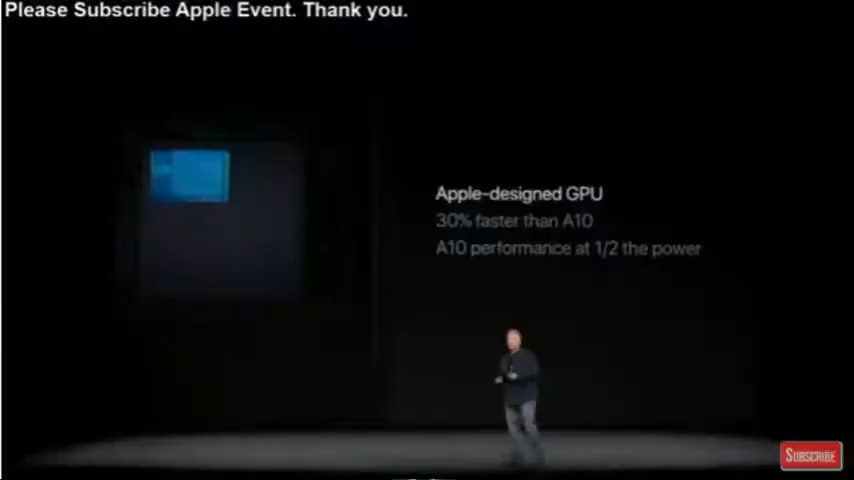 Please Subscribe Apple Event. Thank you.
Apple-designed GPU
30% faster than A10
A10 performance at 1/2 the power
SUBSCRIBE